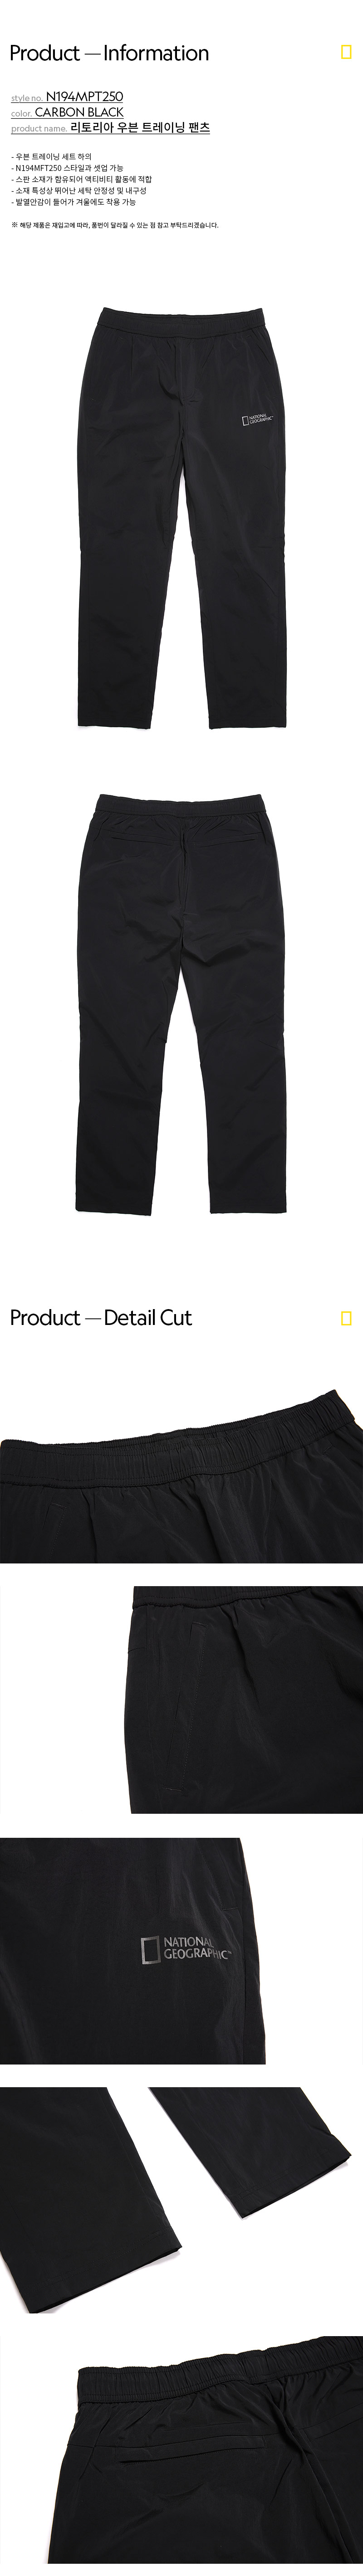 Product — Information
style no. N194MPT250
color. CARBON BLACK
product name. 리토리아 우븐 트레이닝 팬츠
- 우븐 트레이닝 세트 하의
- N194MFT250 스타일과 셋업 가능
- 스판 소재가 함유되어 액티비티 활동에 적합
- 소재 특성상 뛰어난 세탁 안정성 및 내구성
- 발열안감이 들어가 겨울에도 착용 가능
※ 해당 제품은 재입고에 따라, 품번이 달라질 수 있는 점 참고 부탁드리겠습니다.
NATIONAL
GEOGRAPHIC™
Product — Detail Cut
NATIONAL
GEOGRAPHIC™